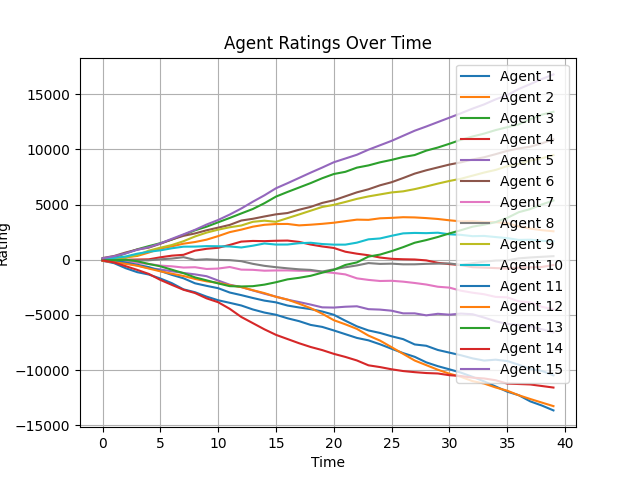 Agent Ratings Over Time
15000
10000
5000
0
−5000
−10000
−15000
Rating
0 5 10 15 20 25 30 35 40
Time
Agent 1
Agent 2
Agent 3
Agent 4
Agent 5
Agent 6
Agent 7
Agent 8
Agent 9
Agent 10
Agent 11
Agent 12
Agent 13
Agent 14
Agent 15